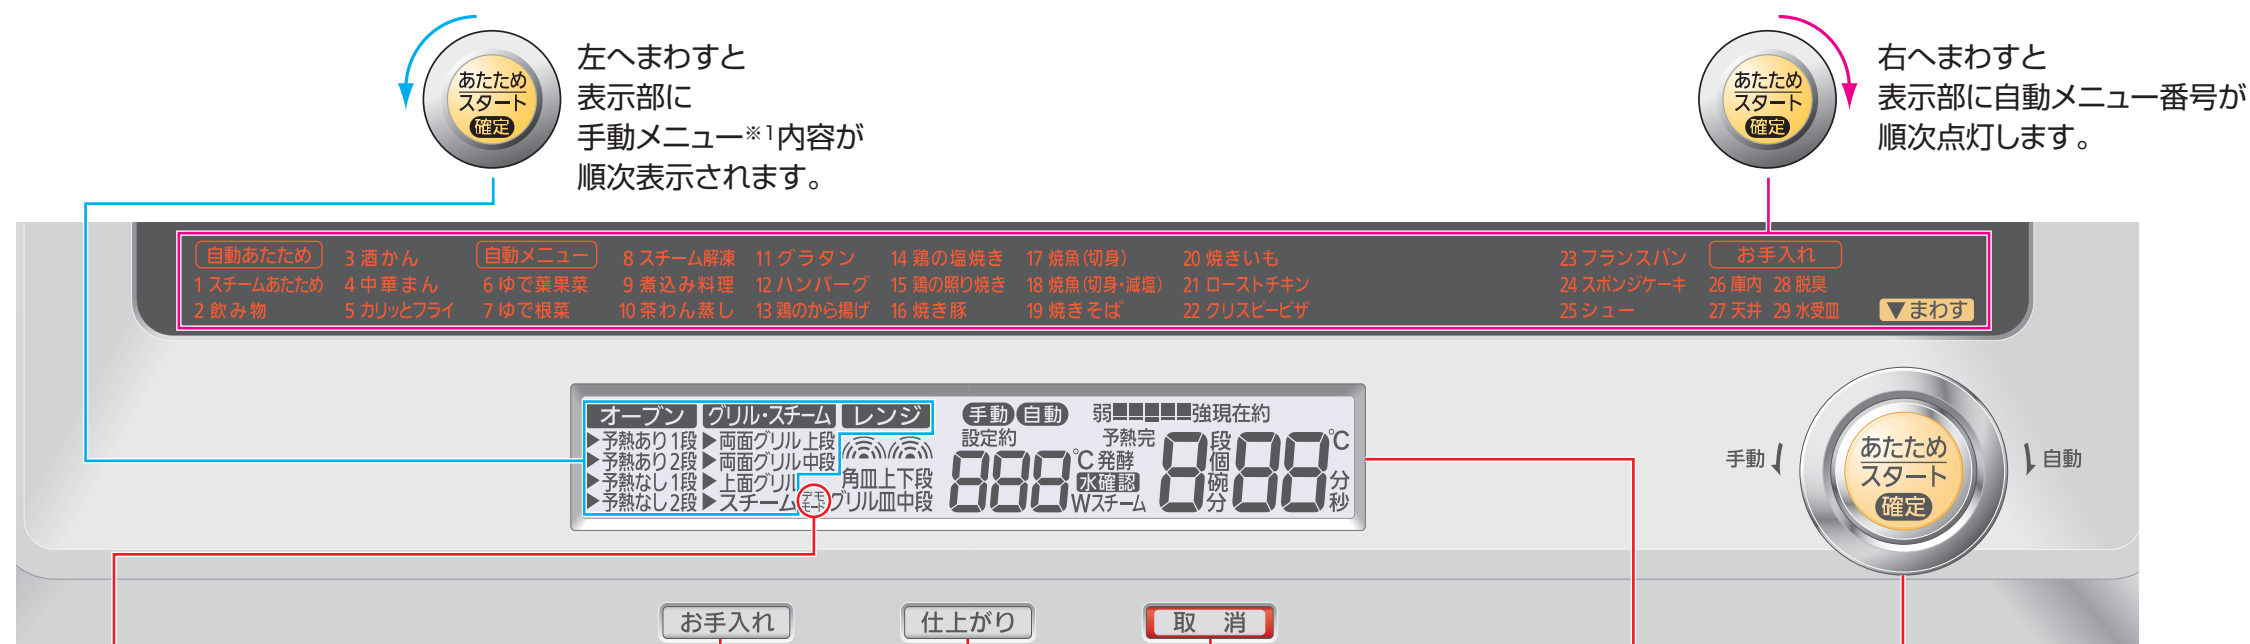 あたため
スタート
確定
左へまわすと
表示部に
手動メニュー※1内容が
順次表示されます。
あたため
スタート
確定
右へまわすと
表示部に自動メニュー番号が
順次点灯します。
自動あたため
1 スチームあたため
2 飲み物
3 酒かん
4 中華まん
5 カリッとフライ
自動メニュー
6 ゆで葉果菜
7 ゆで根菜
8 スチーム解凍
9 煮込み料理
10 茶わん蒸し
11 グラタン
12 ハンバーグ
13 鶏のから揚げ
14 鶏の塩焼き
15 鶏の照り焼き
16 焼き豚
17 焼魚(切身)
18 焼魚(切身・減塩)
19 焼きそば
20 焼きいも
21 ローストチキン
22 クリスピーピザ
23 フランスパン
24 スポンジケーキ
25 シュー
お手入れ
26 庫内 28 脱臭
27 天井 29 水受皿
▼まわす
オーブン
▶予熱あり1段
▶予熱あり2段
▶予熱なし1段
▶予熱なし2段
グリル・スチーム
▶両面グリル上段
▶両面グリル中段
▶上面グリル
▶スチーム
デモモード
レンジ
角皿上下段
グリル皿中段
手動 自動
弱■■■■■■強現在約
設定約
予熱完
888
℃発酵
水確認
Wスチーム
8
段
個
碗
分
88
℃
分
秒
手動
あたため
スタート
確定
自動
お手入れ
仕上がり
取 消